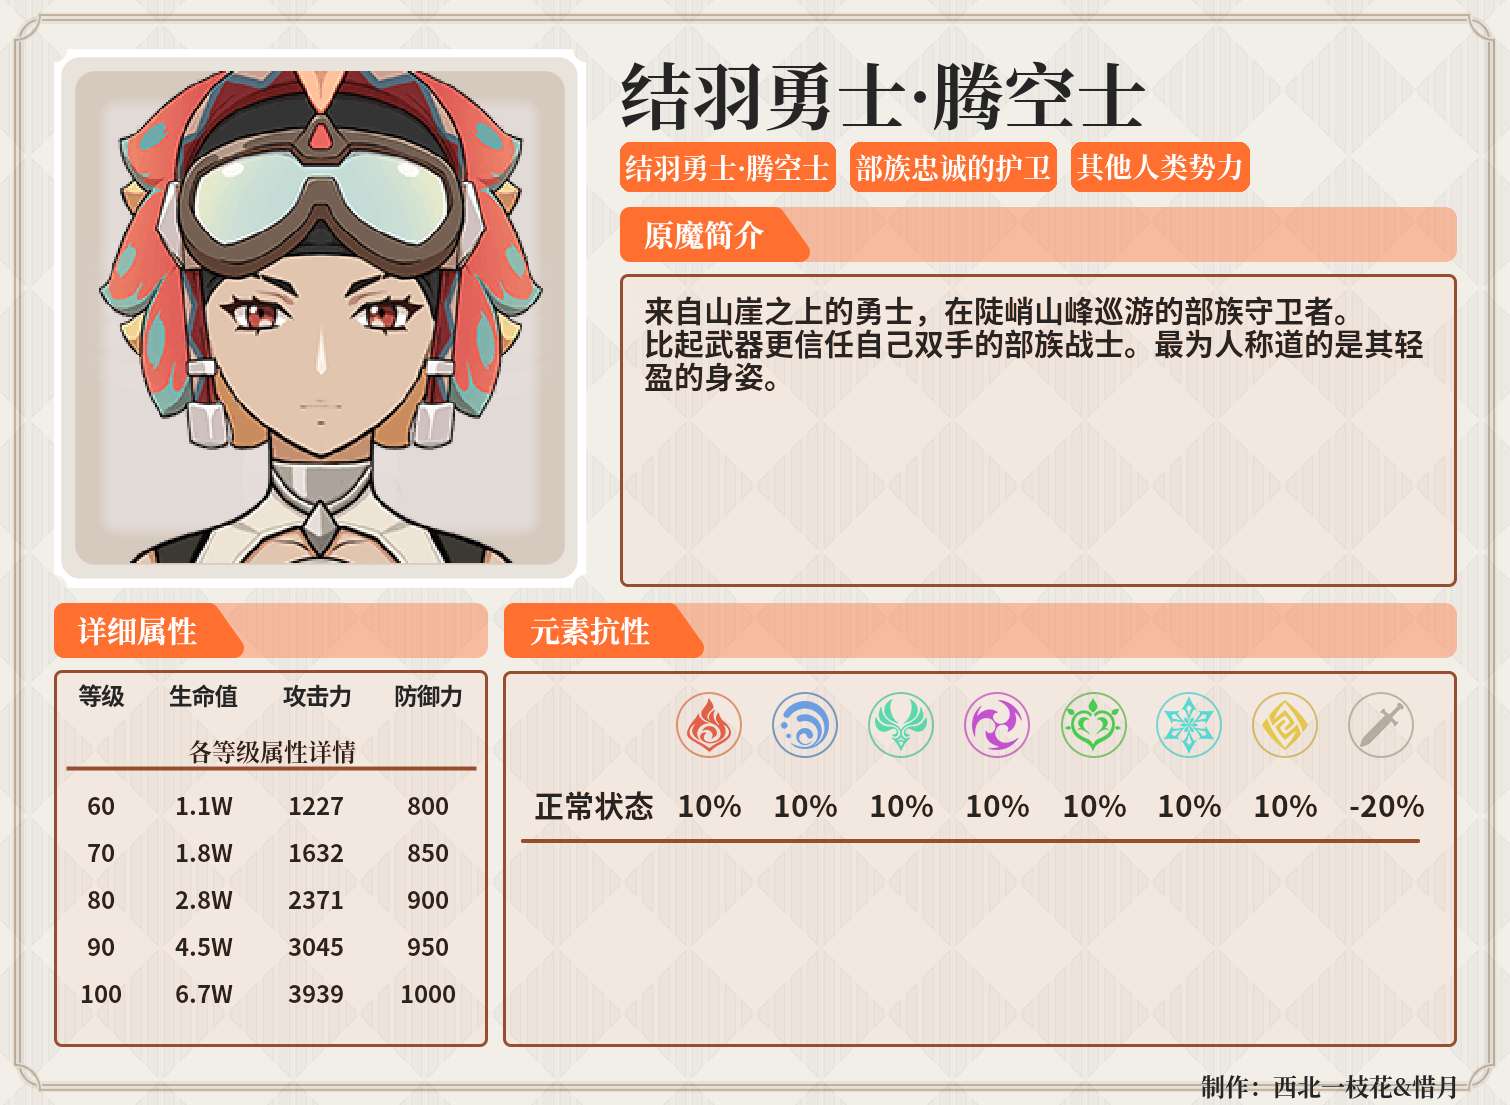 结羽勇士·腾空士
结羽勇士·腾空士 部族忠诚的护卫 其他人类势力
原魔简介
来自山崖之上的勇士，在陡峭山峰巡游的部族守卫者。
比起武器更信任自己双手的部族战士。最为人称道的是其轻
盈的身姿。
详细属性
等级 生命值 攻击力 防御力
各等级属性详情
60 1.1W 1227 800
70 1.8W 1632 850
80 2.8W 2371 900
90 4.5W 3045 950
100 6.7W 3939 1000
元素抗性
正常状态 10% 10% 10% 10% 10% 10% 10% -20%
制作：西北一枝花&惜月